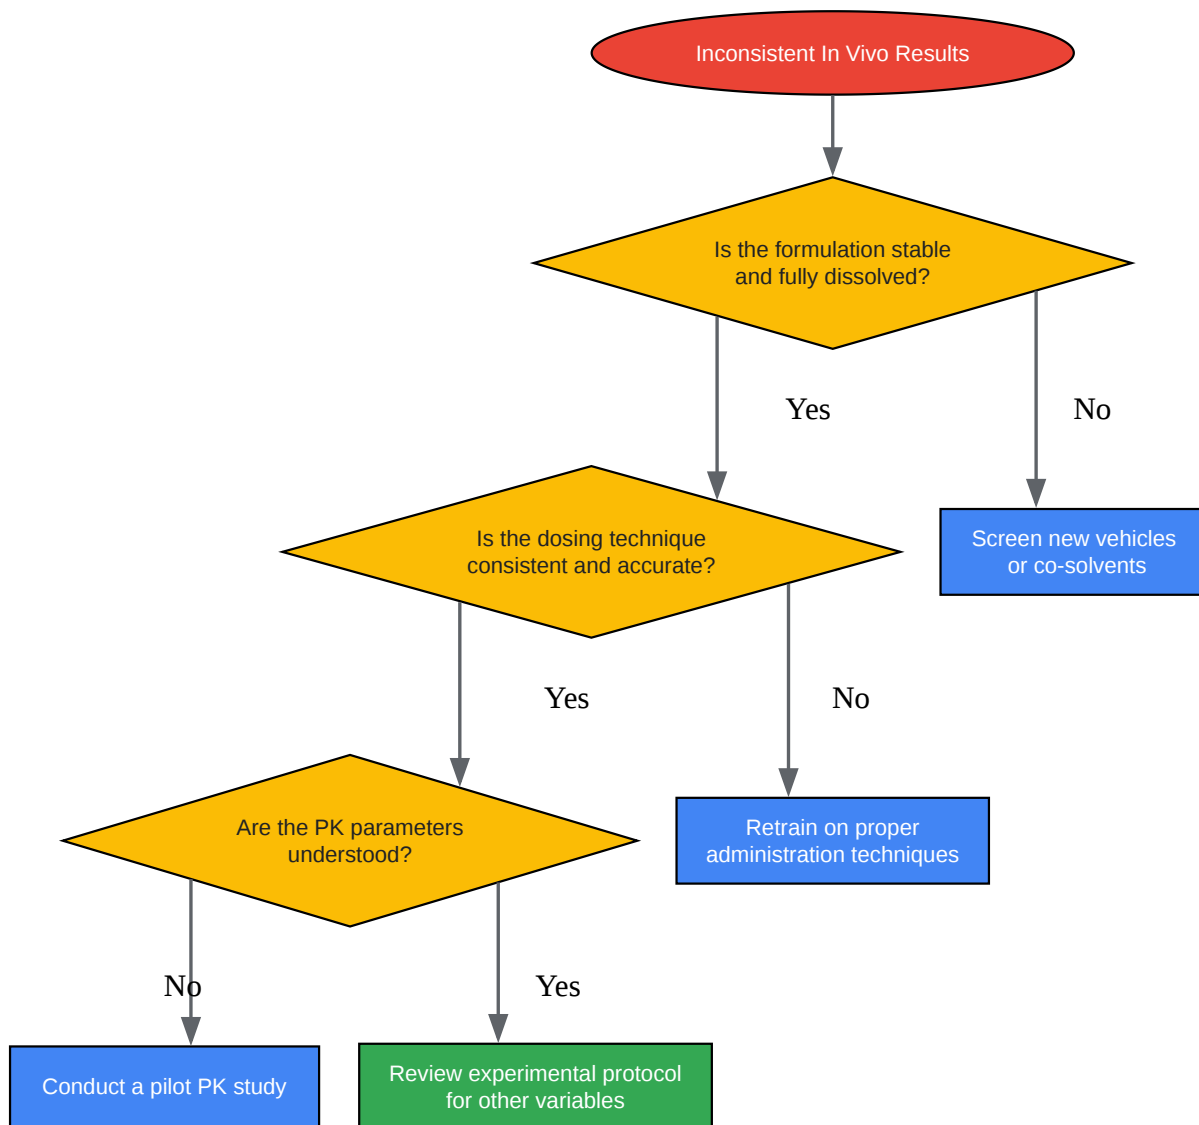 Inconsistent In Vivo Results
Is the formulation stable
and fully dissolved?
Yes
No
Is the dosing technique
consistent and accurate?
Screen new vehicles
or co-solvents
Yes
No
Are the PK parameters
understood?
Retrain on proper
administration techniques
No
Yes
Conduct a pilot PK study
Review experimental protocol
for other variables